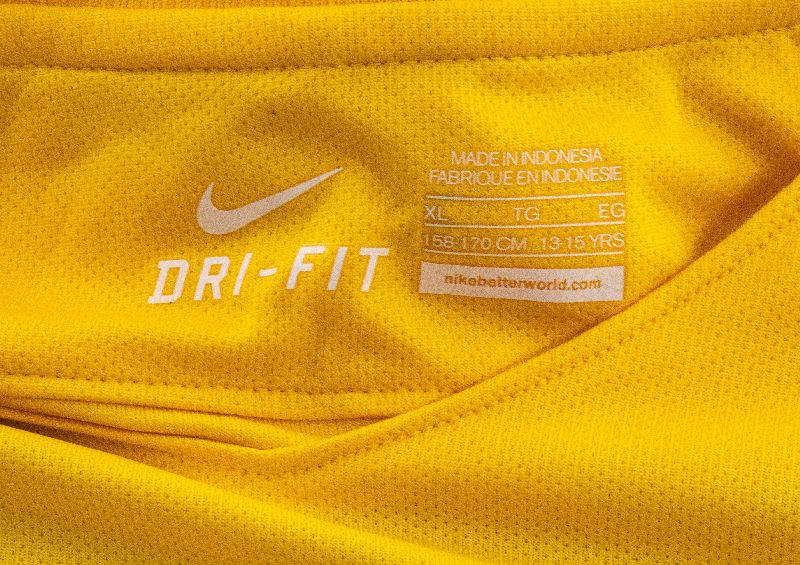 DRI-FIT
MADE IN INDONESIA
FABRIQUE EN INDONESIE
XL TG EG
158-170 CM 13-15 YRS
nikebetterworld.com